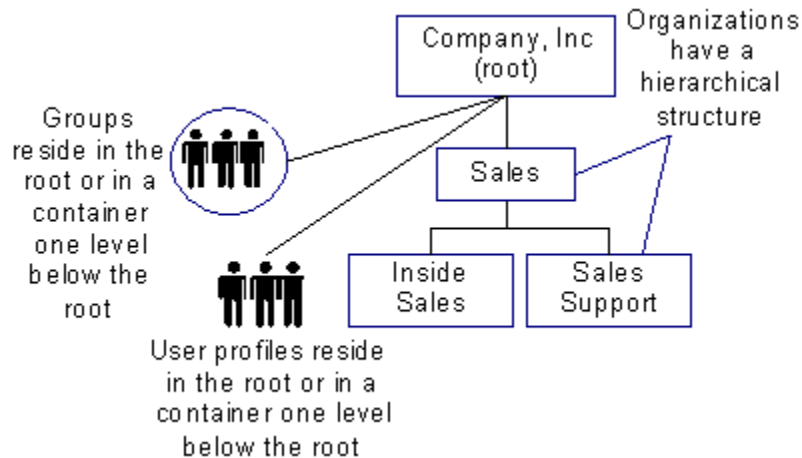 Company, Inc
(root)
Organizations
have a
hierarchical
structure
Groups
reside in the
root or in a
container
one level
below the
root
Sales
Inside
Sales
Sales
Support
User profiles reside
in the root or in a
container one level
below the root